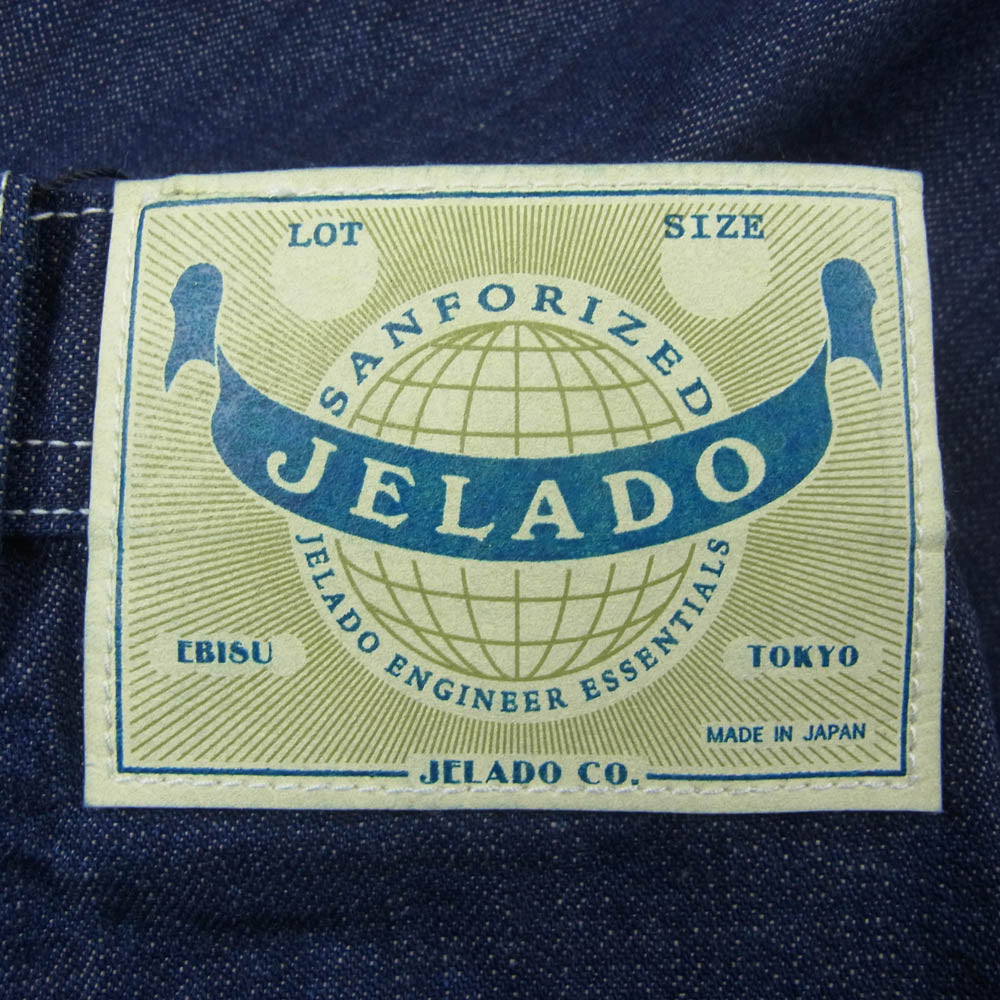 LOT
SIZE
SANFORIZED
JELADO
JELADO ENGINEER ESSENTIALS
EBISU
TOKYO
MADE IN JAPAN
JELADO CO.